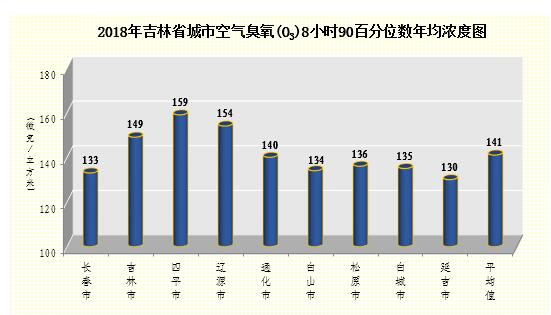 2018年吉林省城市空气臭氧(O₃)8小时90百分位数年均浓度图
(微克/立方米)
180
160
140
120
100
133
149
159
154
140
134
136
135
130
141
长春市
吉林市
四平市
辽源市
通化市
白山市
松原市
白城市
延吉市
平均值